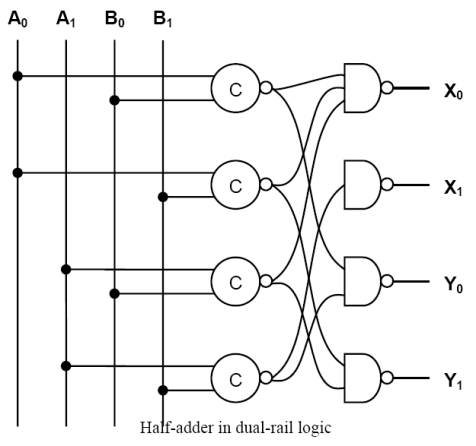 A₀ A₁ B₀ B₁
C X₀
C X₁
C Y₀
C Y₁
Half-adder in dual-rail logic